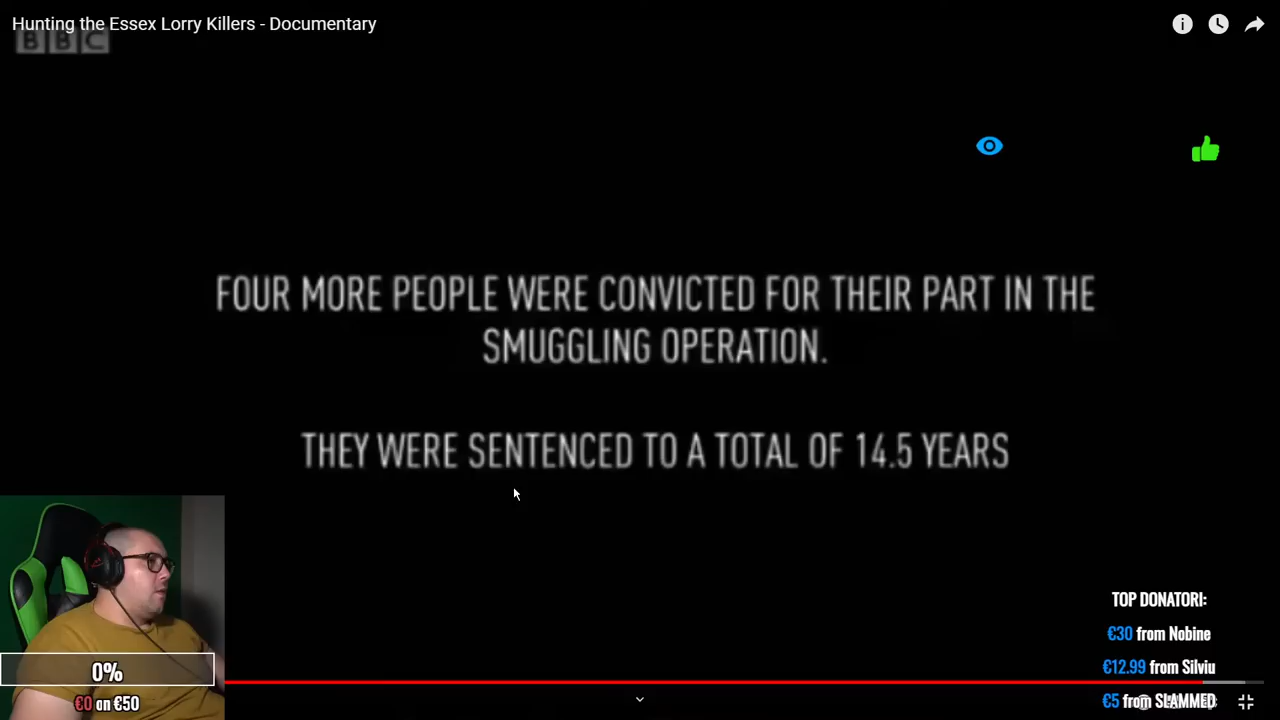 Hunting the Essex Lorry Killers - Documentary
BBC
FOUR MORE PEOPLE WERE CONVICTED FOR THEIR PART IN THE
SMUGGLING OPERATION.
THEY WERE SENTENCED TO A TOTAL OF 14.5 YEARS
TOP DONATORI:
€30 from Nobine
€12.99 from Silviu
€5 from SLAMMED
0%
€0 an €50